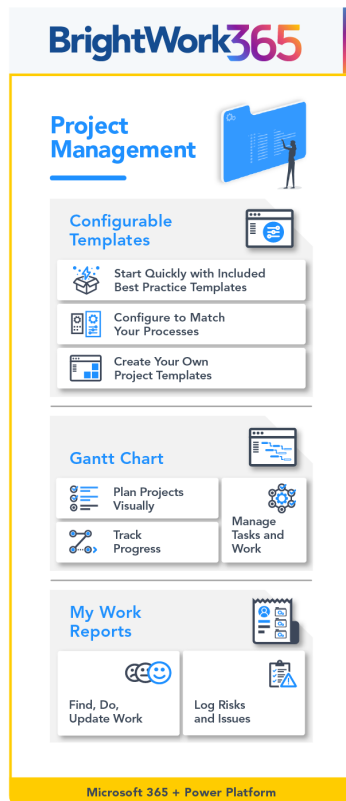 BrightWork365
Project
Management
Configurable
Templates
Start Quickly with Included
Best Practice Templates
Configure to Match
Your Processes
Create Your Own
Project Templates
Gantt Chart
Plan Projects
Visually
Track
Progress
Manage
Tasks and
Work
My Work
Reports
Find, Do,
Update Work
Log Risks
and Issues
Microsoft 365 + Power Platform